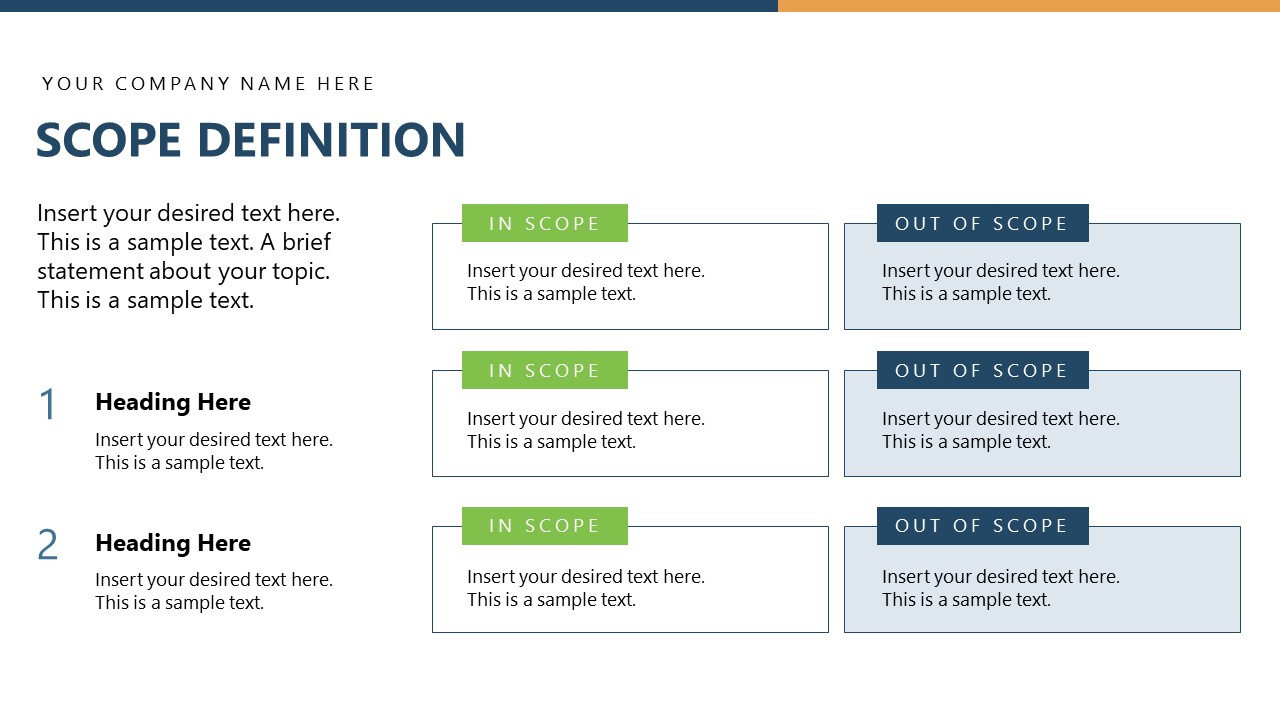 YOUR COMPANY NAME HERE
SCOPE DEFINITION
Insert your desired text here.
This is a sample text. A brief
statement about your topic.
This is a sample text.
1
Heading Here
Insert your desired text here.
This is a sample text.
2
Heading Here
Insert your desired text here.
This is a sample text.
IN SCOPE
Insert your desired text here.
This is a sample text.
OUT OF SCOPE
Insert your desired text here.
This is a sample text.
IN SCOPE
Insert your desired text here.
This is a sample text.
OUT OF SCOPE
Insert your desired text here.
This is a sample text.
IN SCOPE
Insert your desired text here.
This is a sample text.
OUT OF SCOPE
Insert your desired text here.
This is a sample text.